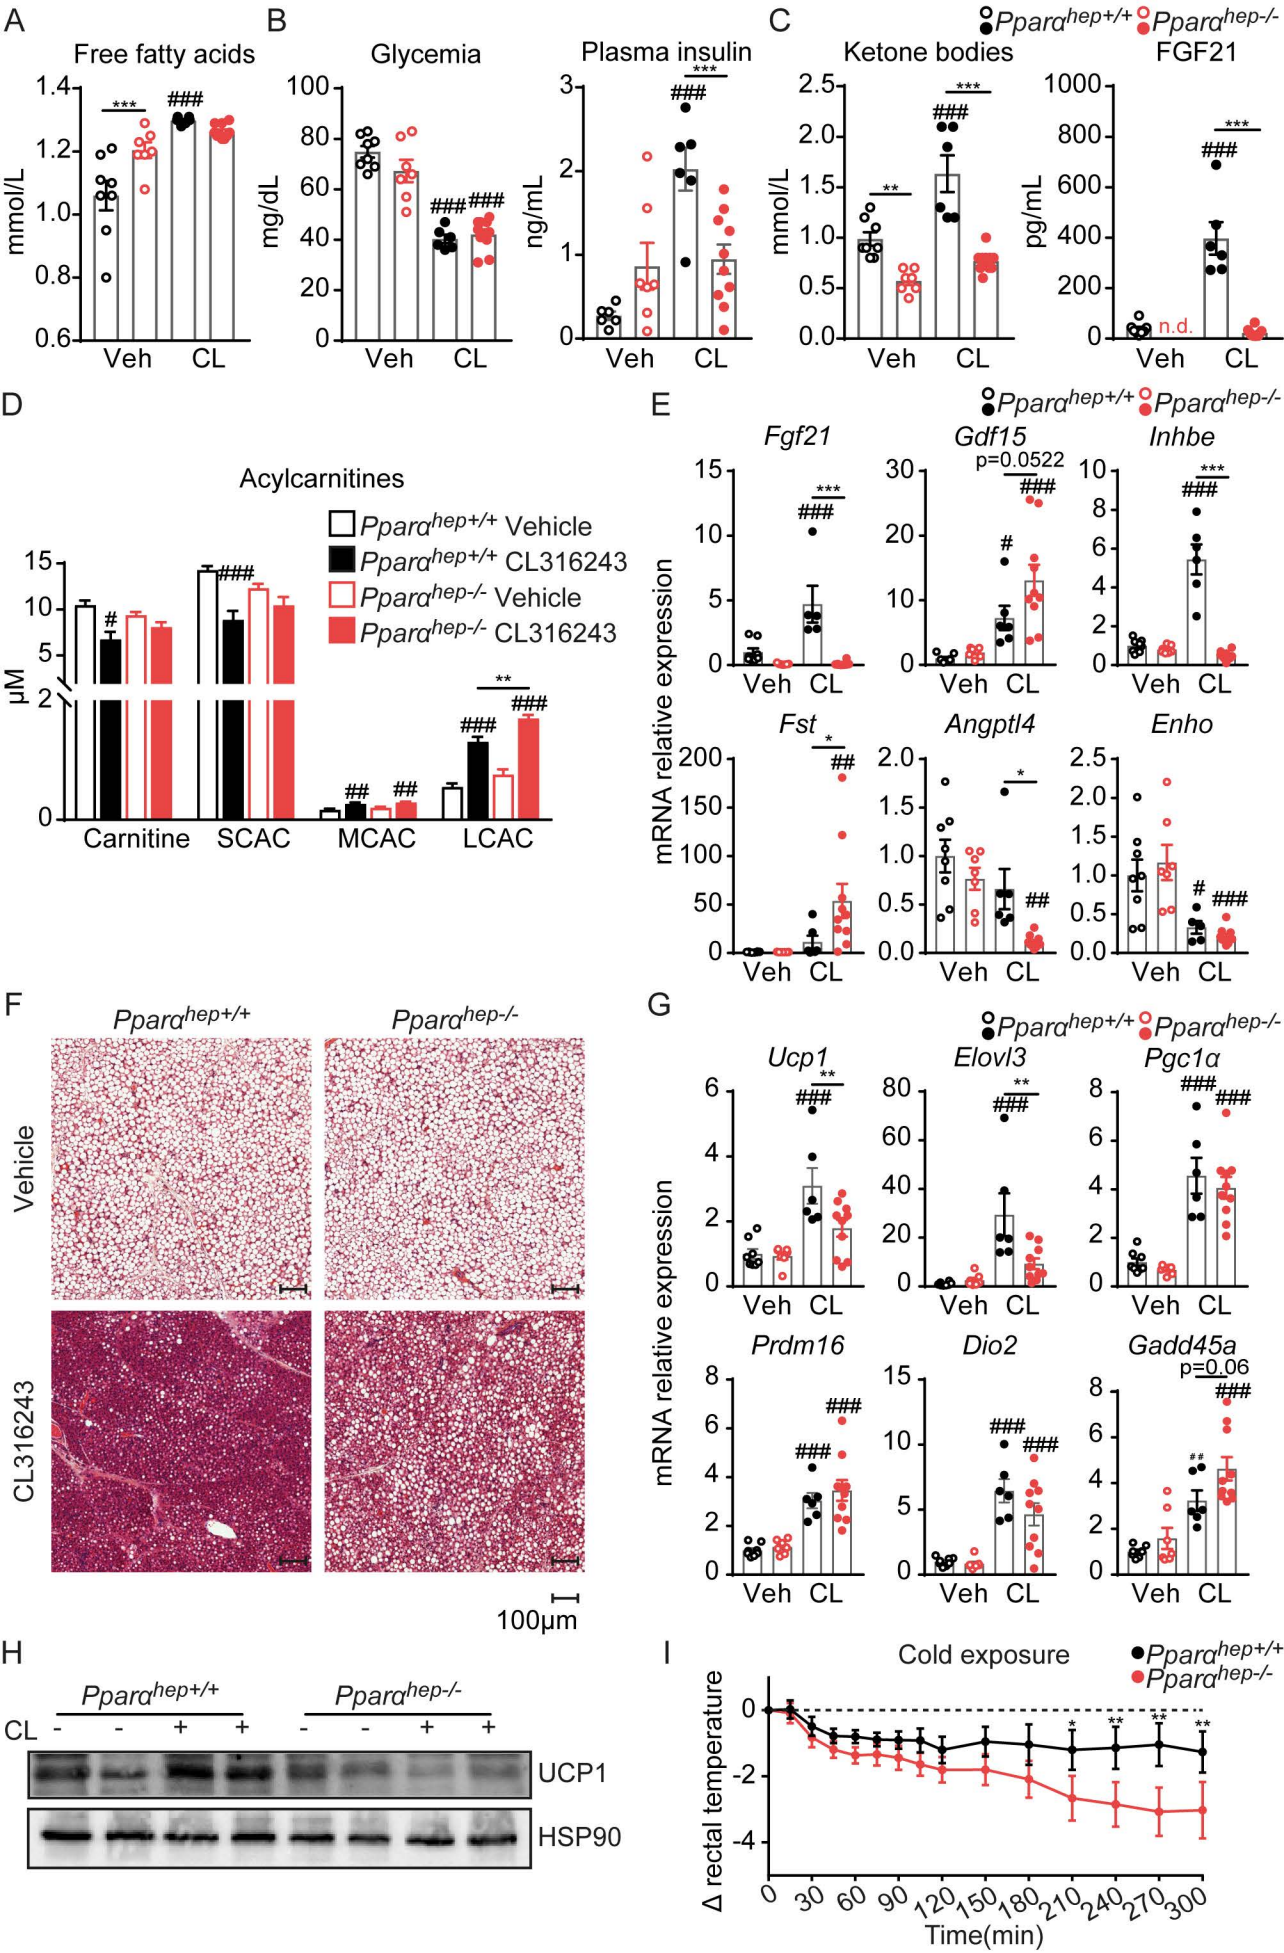 A
B
C
Pparα^hep+/+ Pparα^hep-/-
Free fatty acids
Glycemia
Plasma insulin
Ketone bodies
FGF21
mmol/L
1.4
1.2
1.0
0.8
0.6
***
###
Veh CL
mg/dL
100
80
60
40
20
0
### ###
Veh CL
ng/mL
3
2
1
0
***
###
Veh CL
mmol/L
2.5
2.0
1.5
1.0
0.5
0
**
***
###
Veh CL
pg/mL
1000
800
600
400
200
0
***
###
n.d.
Veh CL
D
Acylcarnitines
Pparα^hep+/+ Vehicle
Pparα^hep+/+ CL316243
Pparα^hep-/- Vehicle
Pparα^hep-/- CL316243
µM
15
10
5
2
0
#
###
##
##
###
**
###
Carnitine SCAC MCAC LCAC
E
Pparα^hep+/+ Pparα^hep-/-
mRNA relative expression
Fgf21
15
10
5
0
***
###
Veh CL
Gdf15
p=0.0522
30
20
10
0
#
###
Veh CL
Inhbe
10
8
6
4
2
0
***
###
Veh CL
Fst
200
150
100
50
0
*
##
Veh CL
Angptl4
2.0
1.5
1.0
0.5
0.0
*
##
Veh CL
Enho
2.5
2.0
1.5
1.0
0.5
0.0
#
###
Veh CL
F
Pparα^hep+/+ Pparα^hep-/-
Vehicle
CL316243
100µm
G
Pparα^hep+/+ Pparα^hep-/-
mRNA relative expression
Ucp1
6
4
2
0
**
###
Veh CL
Elovl3
80
60
40
20
0
**
###
Veh CL
Pgc1α
8
6
4
2
0
###
###
Veh CL
Prdm16
8
6
4
2
0
###
###
Veh CL
Dio2
15
10
5
0
###
###
Veh CL
Gadd45a
p=0.06
8
6
4
2
0
##
###
Veh CL
H
Pparα^hep+/+ Pparα^hep-/-
CL - - + + - - + +
UCP1
HSP90
I
Cold exposure
Pparα^hep+/+
Pparα^hep-/-
Δ rectal temperature
0
-2
-4
* ** ** **
0 30 60 90 120 150 180 210 240 270 300
Time(min)